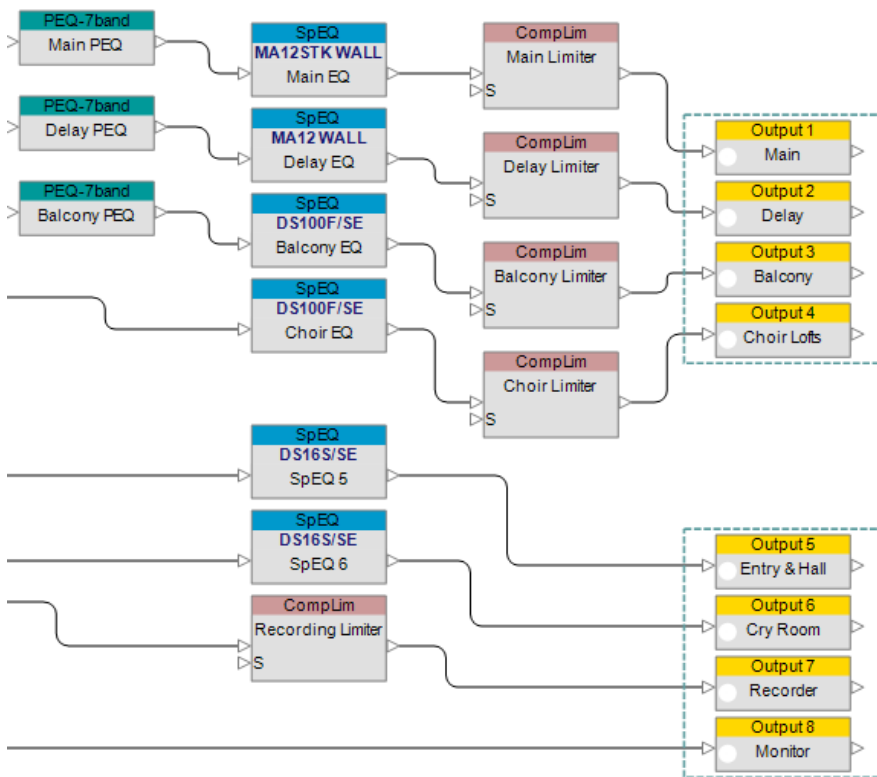 PEQ-7band
Main PEQ
SpEQ
MA12STK WALL
Main EQ
CompLim
Main Limiter
S
PEQ-7band
Delay PEQ
SpEQ
MA12 WALL
Delay EQ
CompLim
Delay Limiter
S
Output 1
Main
Output 2
Delay
PEQ-7band
Balcony PEQ
SpEQ
DS100F/SE
Balcony EQ
CompLim
Balcony Limiter
S
Output 3
Balcony
SpEQ
DS100F/SE
Choir EQ
CompLim
Choir Limiter
S
Output 4
Choir Lofts
SpEQ
DS16S/SE
SpEQ 5
SpEQ
DS16S/SE
SpEQ 6
CompLim
Recording Limiter
S
Output 5
Entry & Hall
Output 6
Cry Room
Output 7
Recorder
Output 8
Monitor